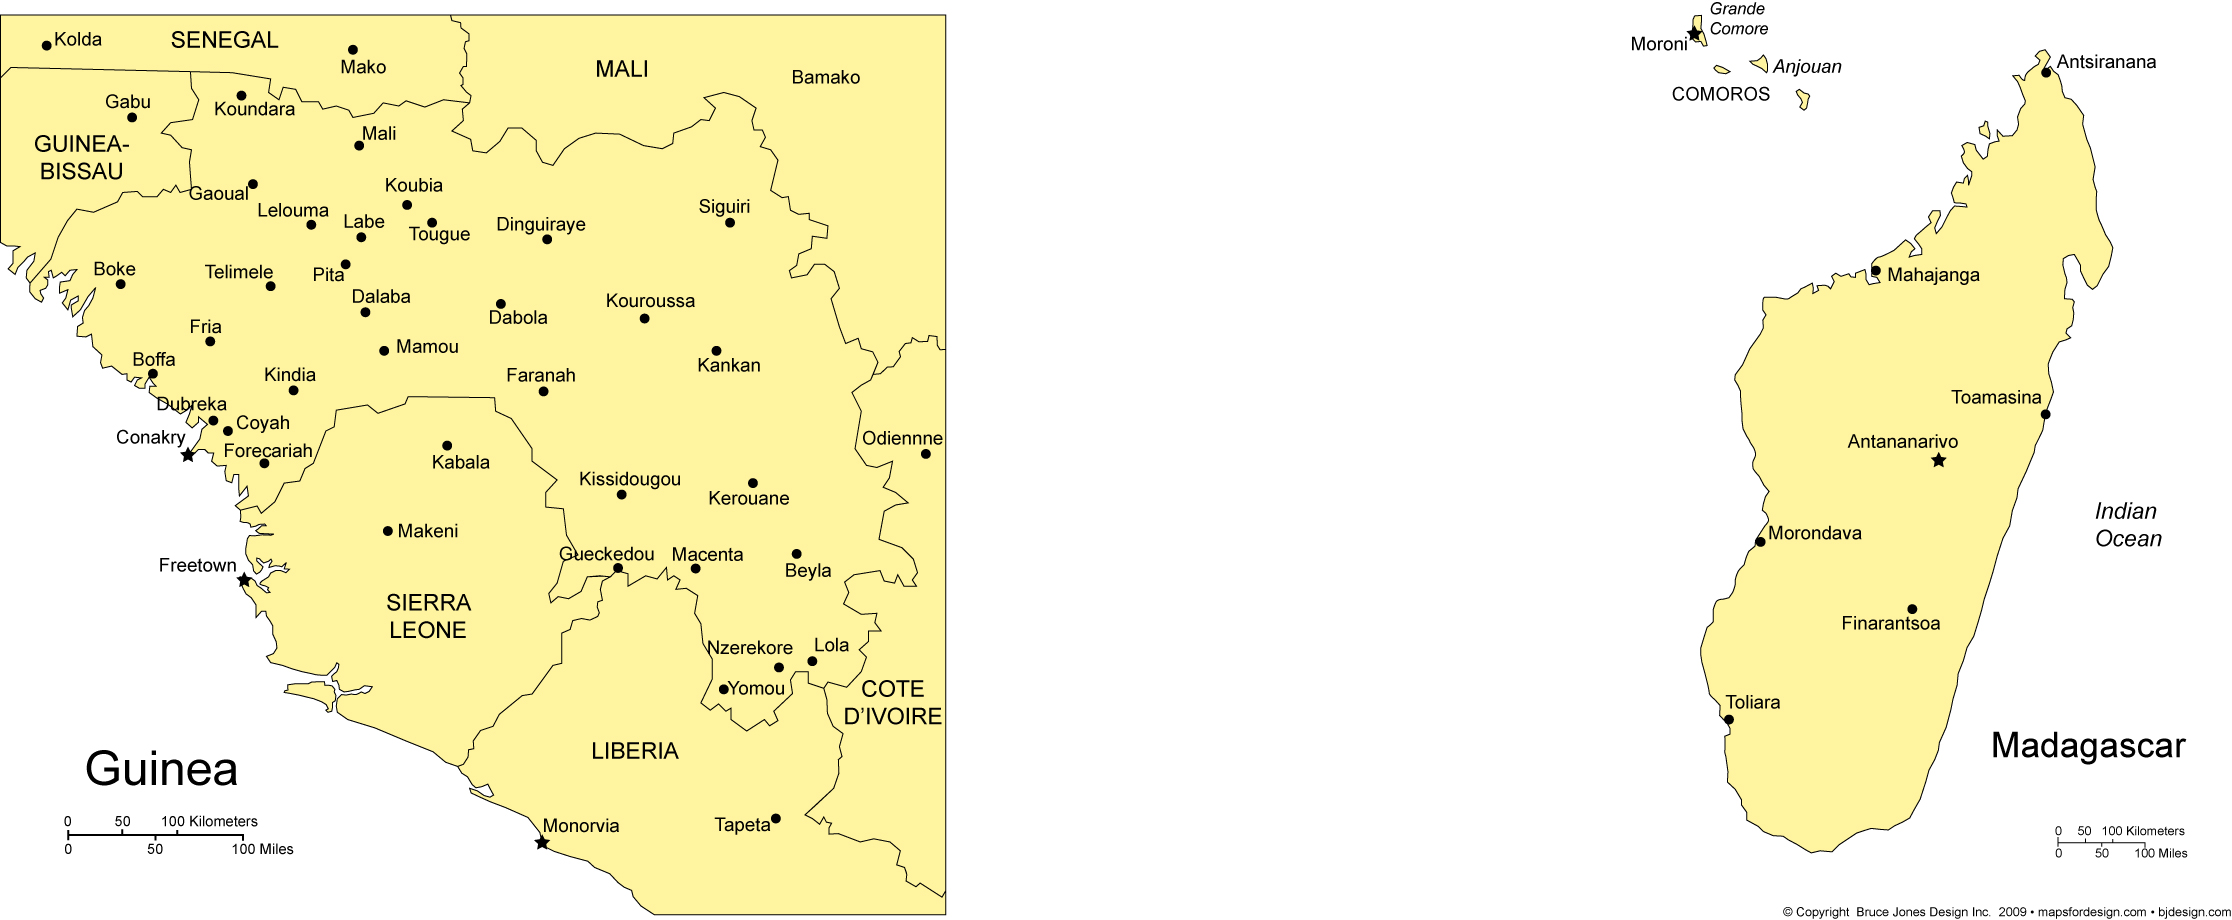 Kolda
SENEGAL
Mako
MALI
Bamako
Gabu
Koundara
GUINEA-
BISSAU
Mali
Gaoual
Koubia
Lelouma
Labe
Tougue
Dinguiraye
Siguiri
Boke
Telimele
Pita
Dalaba
Dabola
Kouroussa
Fria
Mamou
Boffa
Kindia
Faranah
Kankan
Dubreka
Coyah
Conakry
Forecariah
Kabala
Odiennne
Kissidougou
Kerouane
Makeni
Gueckedou
Macenta
Beyla
Freetown
SIERRA
LEONE
Nzerekore
Lola
Yomou
COTE
D'IVOIRE
LIBERIA
Guinea
0 50 100 Kilometers
0 50 100 Miles
Monorvia
Tapeta
Grande
Comore
Moroni
Anjouan
COMOROS
Antsiranana
Mahajanga
Toamasina
Antananarivo
Indian
Ocean
Morondava
Finarantsoa
Toliara
Madagascar
0 50 100 Kilometers
0 50 100 Miles
© Copyright Bruce Jones Design Inc. 2009 • mapsfordesign.com • bjdesign.com